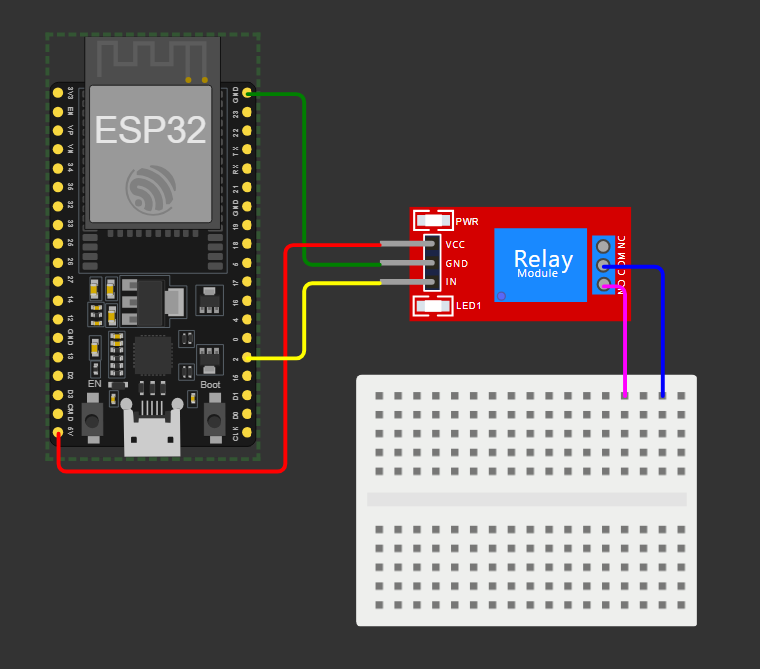 ESP32
3V3
EN
VP
VN
34
35
32
33
25
26
27
14
12
GND
13
D2
D3
CMD
5V
GND
23
22
TX
RX
21
GND
19
18
5
17
16
4
0
2
15
D1
D0
CLK
EN
Boot
PWR
VCC
GND
IN
LED1
Relay
Module
NC
COM
NO